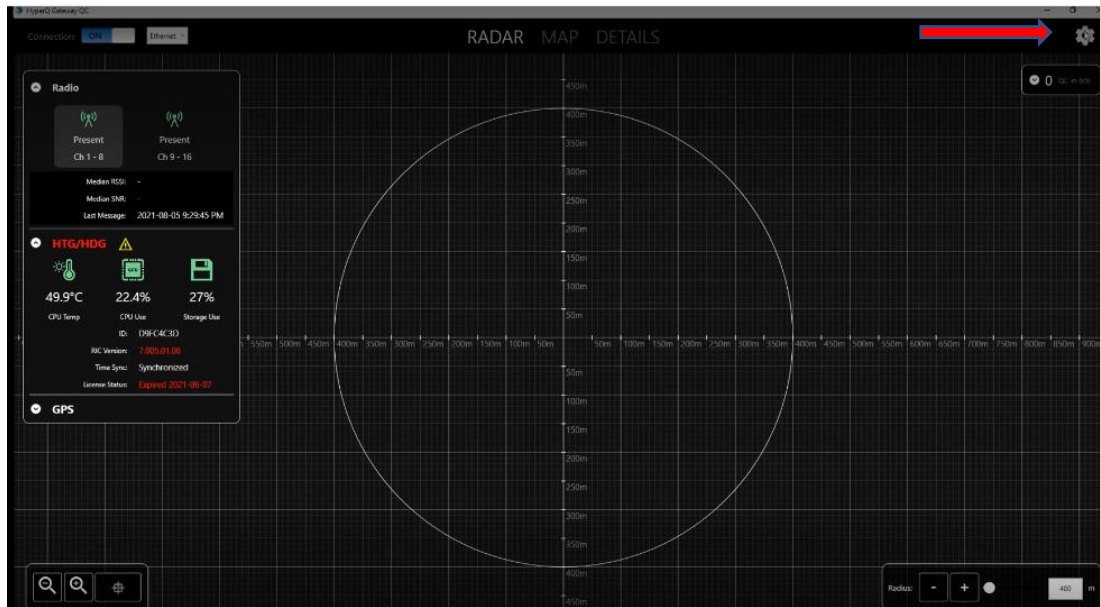 HyperQ Gateway QC
Connection: ON Ethernet
RADAR MAP DETAILS
0 QC in 60s
Radio
Present Present
Ch 1 - 8 Ch 9 - 16
Median RSSI: -
Median SNR: -
Last Message: 2021-08-05 9:29:45 PM
HTG/HDG
CPU
49.9°C 22.4% 27%
CPU Temp CPU Use Storage Use
ID: D9FC4C3D
RIC Version: 7.005.01.08
Time Sync: Synchronized
License Status: Expired 2021-06-07
GPS
450m
400m
350m
300m
250m
200m
150m
100m
50m
550m 500m 450m 400m 350m 300m 250m 200m 150m 100m 50m 50m 100m 150m 200m 250m 300m 350m 400m 450m 500m 550m 600m 650m 700m 750m 800m 850m 900m
50m
100m
150m
200m
250m
300m
350m
400m
450m
Radius: - + 400 m